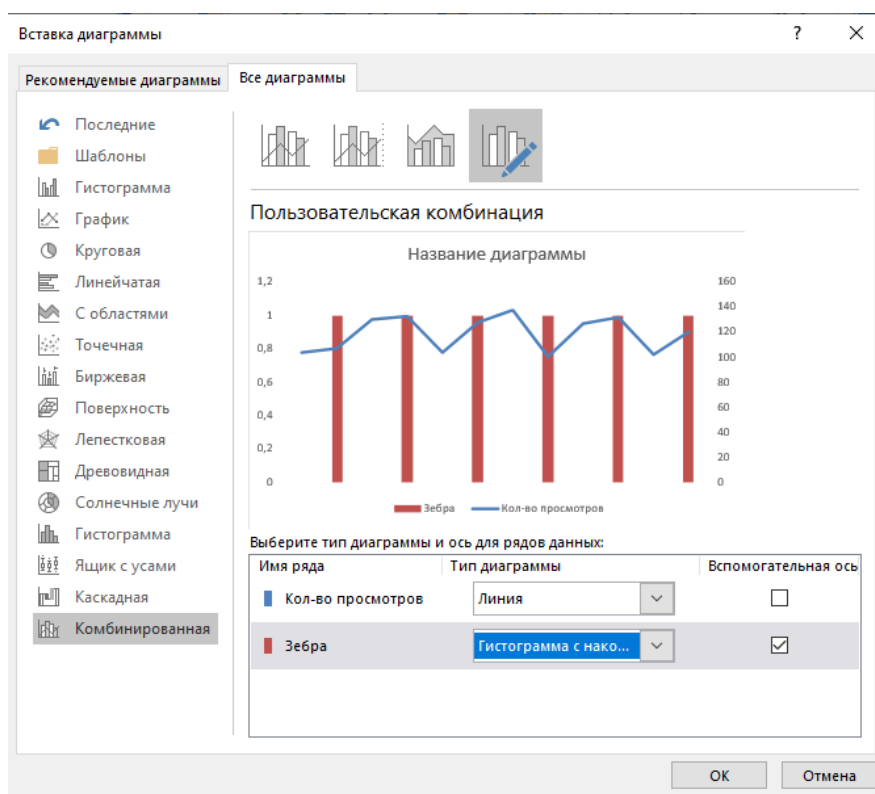 Вставка диаграммы
?
Рекомендуемые диаграммы
Все диаграммы
Последние
Шаблоны
Гистограмма
График
Круговая
Линейчатая
С областями
Точечная
Биржевая
Поверхность
Лепестковая
Древовидная
Солнечные лучи
Гистограмма
Ящик с усами
Каскадная
Комбинированная
Пользовательская комбинация
Название диаграммы
1,2
1
0,8
0,6
0,4
0,2
0
160
140
120
100
80
60
40
20
0
Зебра
Кол-во просмотров
Выберите тип диаграммы и ось для рядов данных:
Имя ряда
Тип диаграммы
Вспомогательная ось
Кол-во просмотров
Линия
Зебра
Гистограмма с нако...
ОК
Отмена